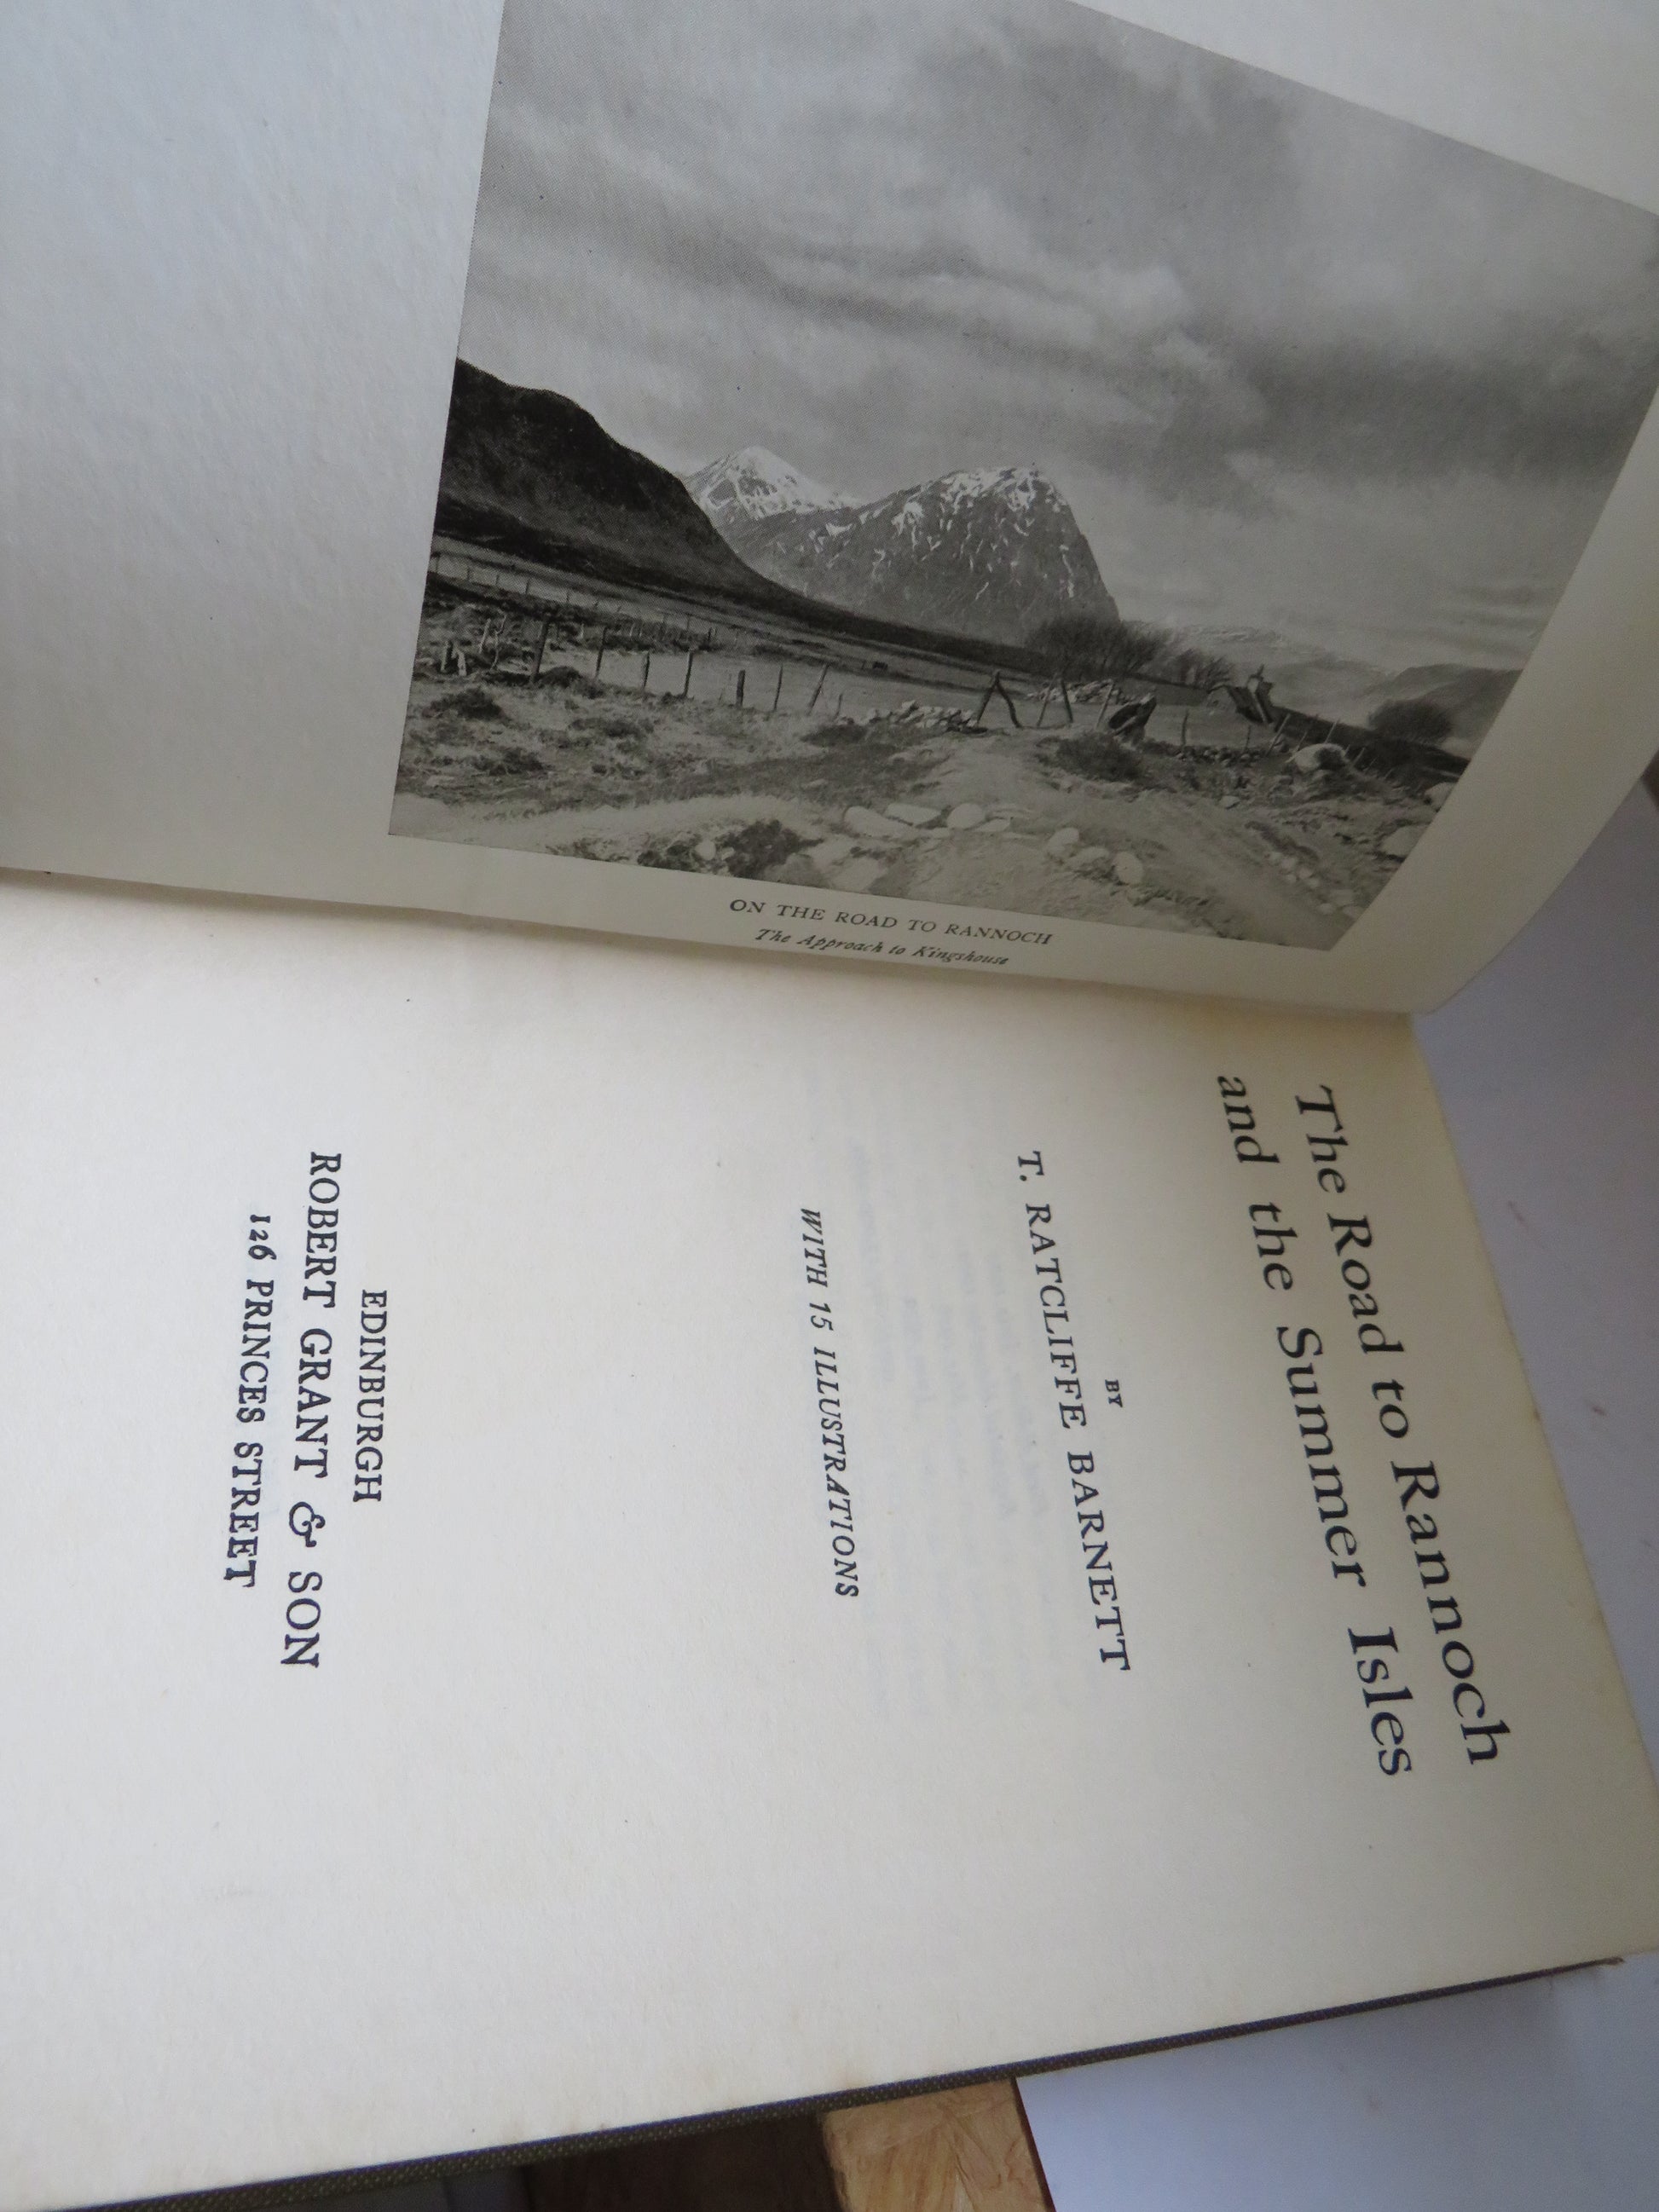 ON THE ROAD TO RANNOCH
The Approach to Kingshouse
The Road to Rannoch
and the Summer Isles
BY
T. RATCLIFFE BARNETT
WITH 15 ILLUSTRATIONS
EDINBURGH
ROBERT GRANT & SON
126 PRINCES STREET